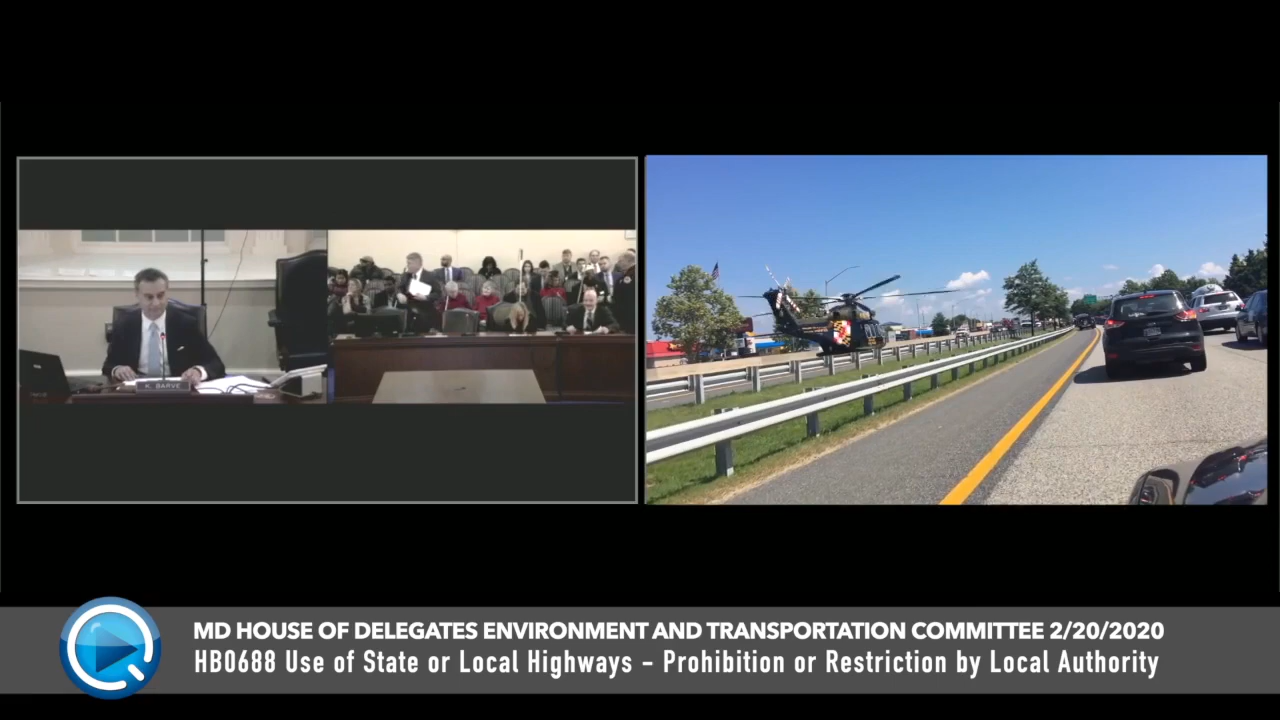 K. BARVE
MD HOUSE OF DELEGATES ENVIRONMENT AND TRANSPORTATION COMMITTEE 2/20/2020
HB0688 Use of State or Local Highways - Prohibition or Restriction by Local Authority